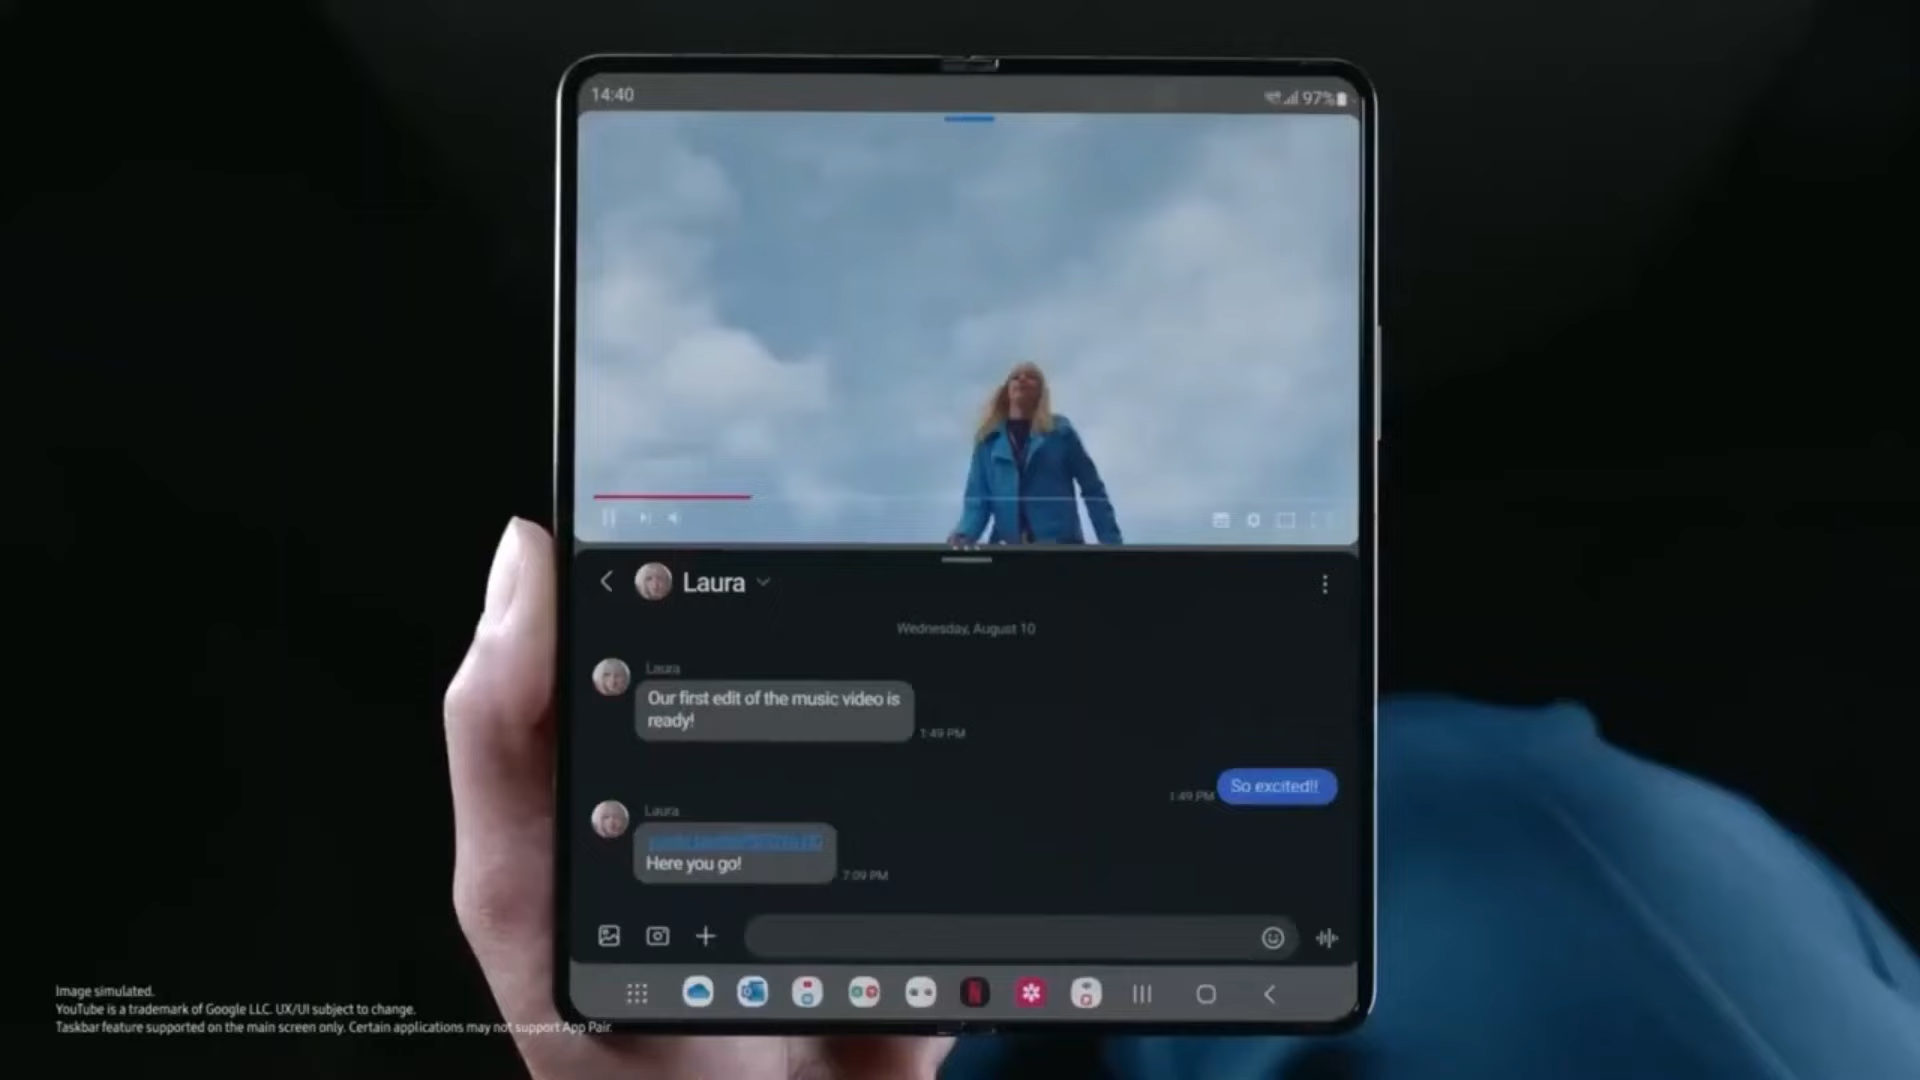 14:40
97%
Laura
Wednesday, August 10
Laura
Our first edit of the music video is
ready!
1:49 PM
So excited!!
1:49 PM
Laura
Here you go!
7:09 PM
Image simulated.
YouTube is a trademark of Google LLC. UX/UI subject to change.
Taskbar feature supported on the main screen only. Certain applications may not support App Pair.